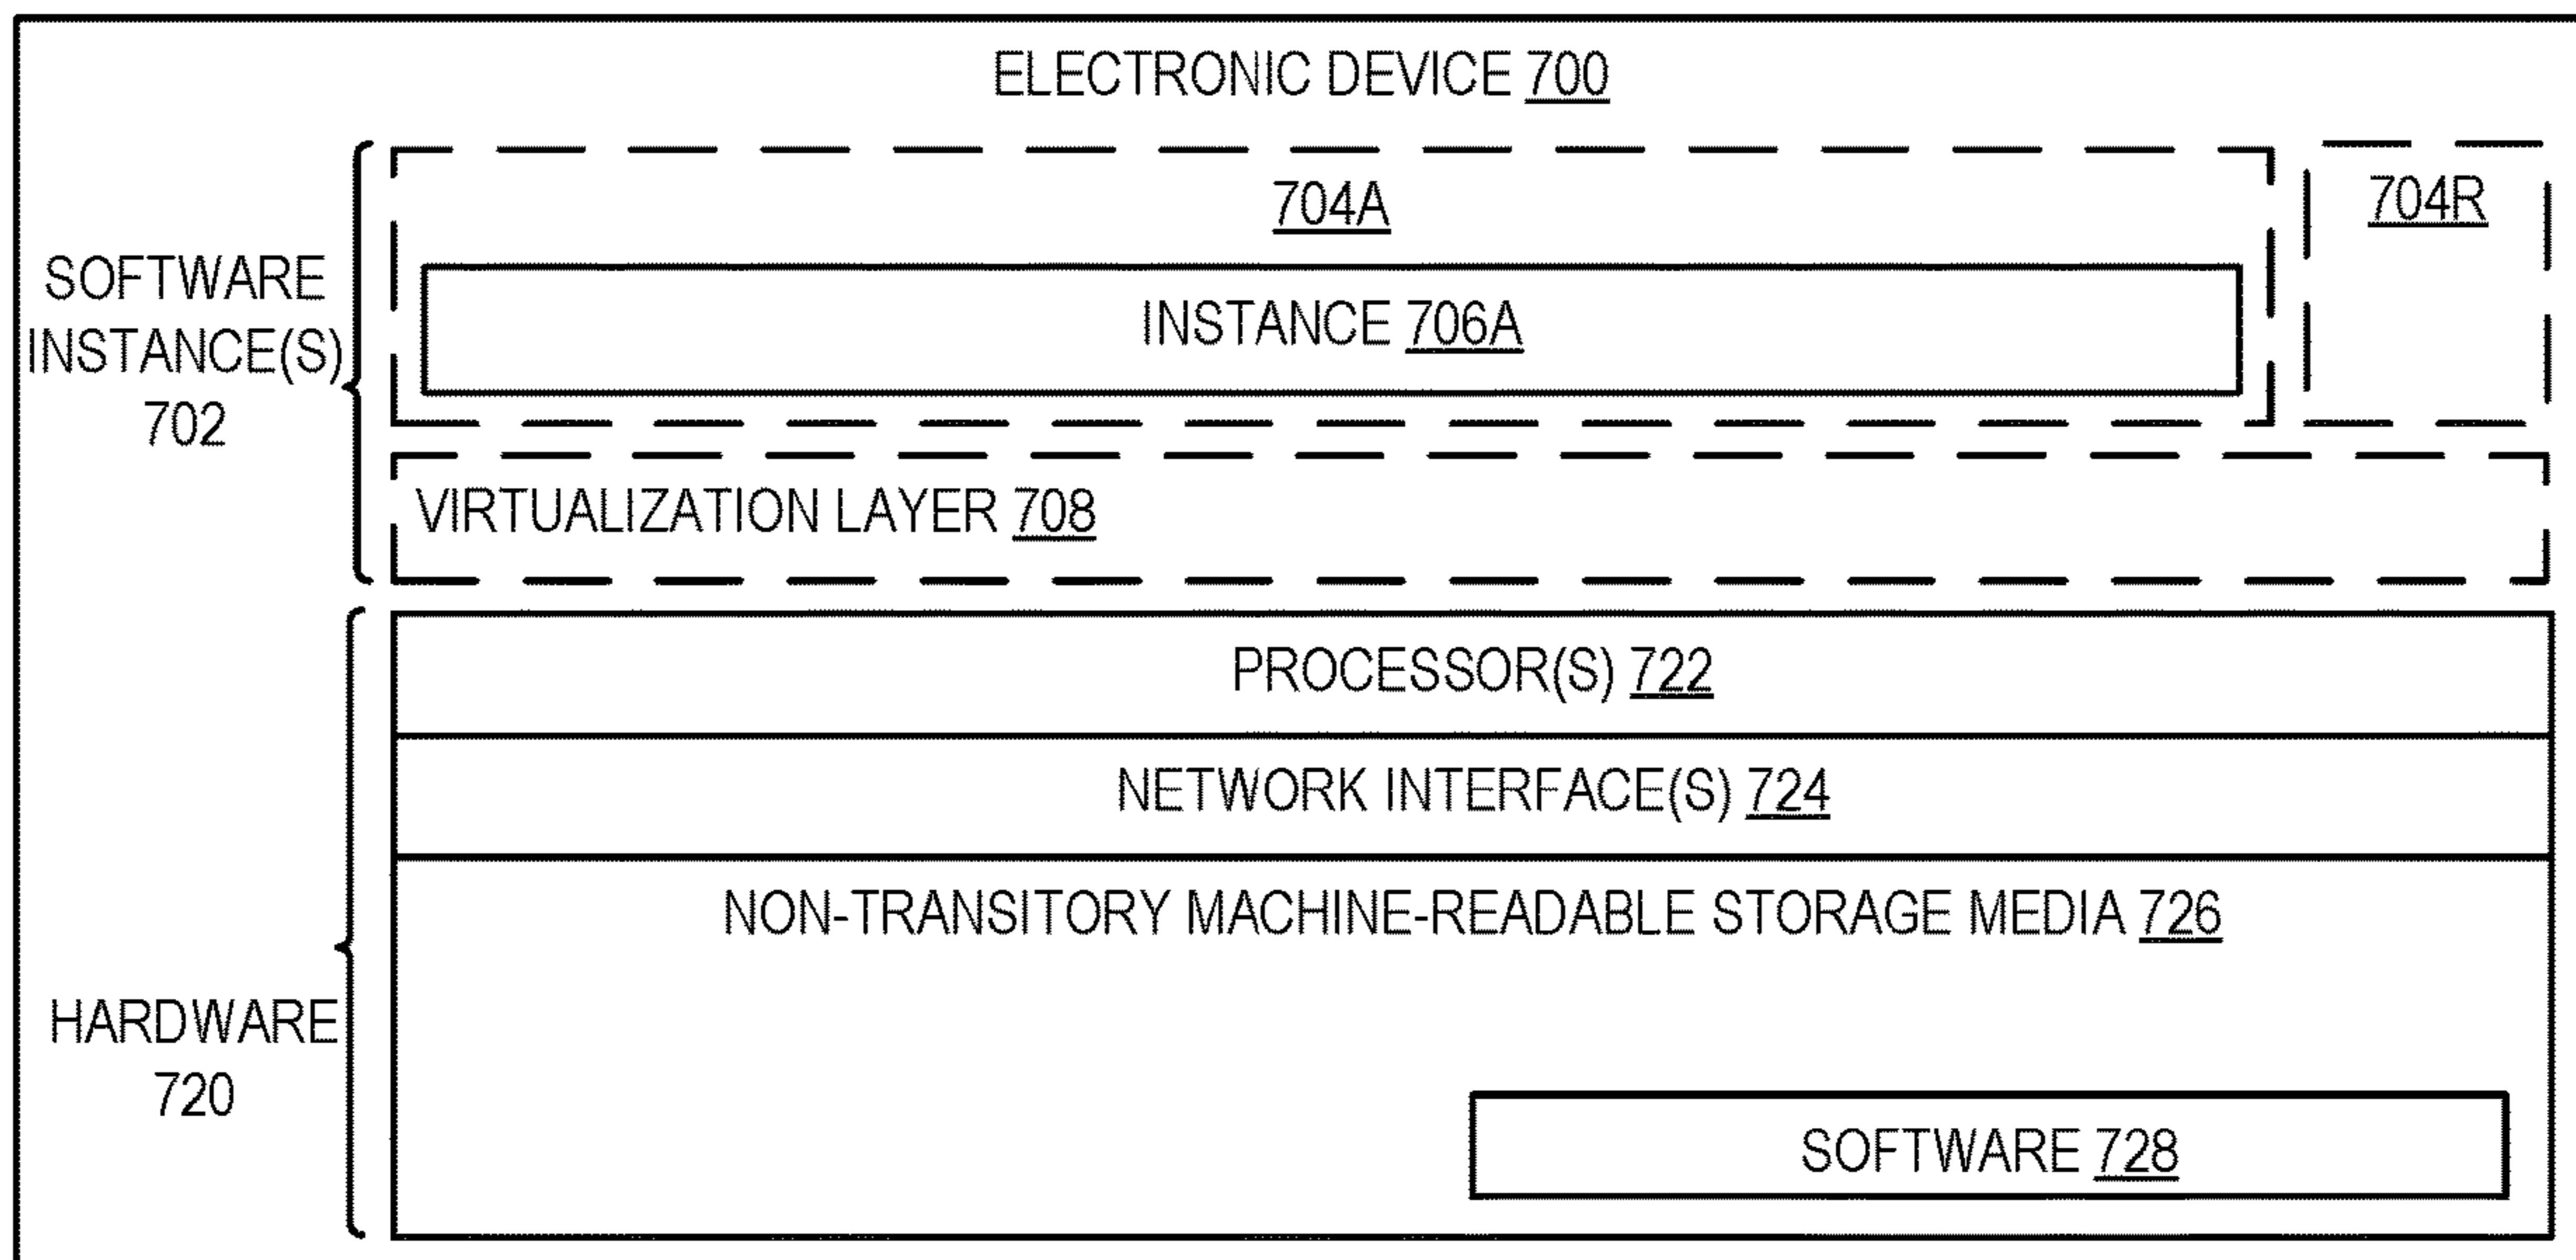 ELECTRONIC DEVICE 700
704A
704R
SOFTWARE
INSTANCE(S)
702
INSTANCE 706A
VIRTUALIZATION LAYER 708
PROCESSOR(S) 722
NETWORK INTERFACE(S) 724
NON-TRANSITORY MACHINE-READABLE STORAGE MEDIA 726
HARDWARE
720
SOFTWARE 728